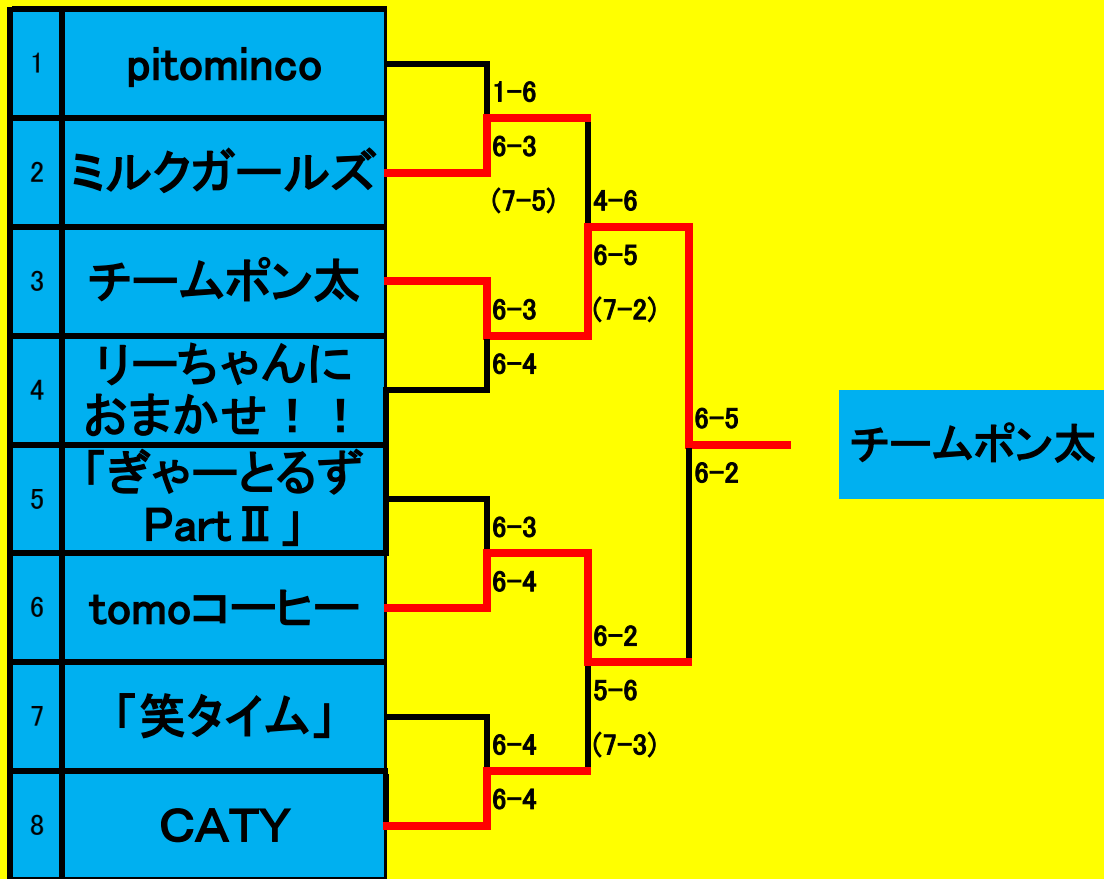 1
pitominco
2
ミルクガールズ
3
チームポン太
4
リーちゃんに
おまかせ！！
5
「ぎゃーとるず
PartⅡ」
6
tomoコーヒー
7
「笑タイム」
8
CATY
1-6
6-3
(7-5)
6-3
6-4
6-3
6-4
6-4
6-4
4-6
6-5
(7-2)
6-2
5-6
(7-3)
6-5
6-2
チームポン太